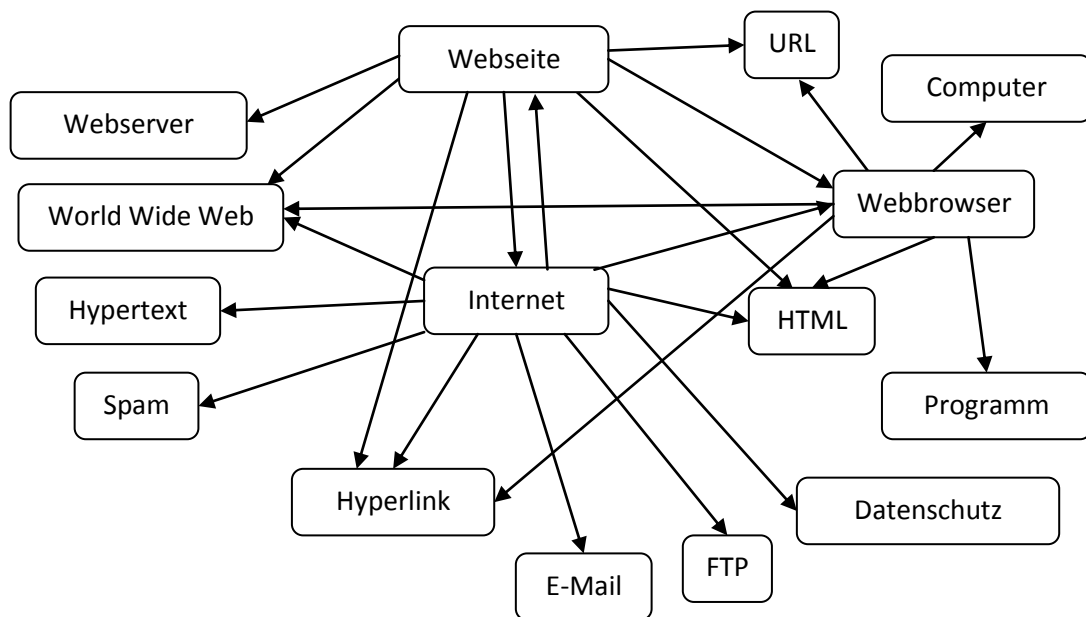 URL
Webseite
Computer
Webserver
World Wide Web
Webbrowser
Hypertext
Internet
HTML
Spam
Programm
Hyperlink
Datenschutz
E-Mail
FTP